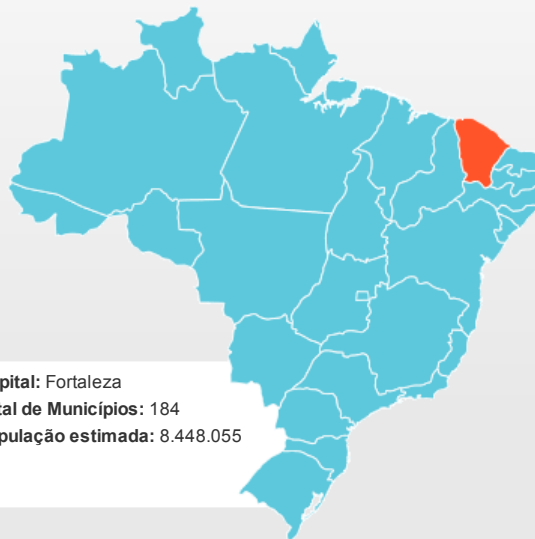 pital: Fortaleza
tal de Municípios: 184
pulação estimada: 8.448.055